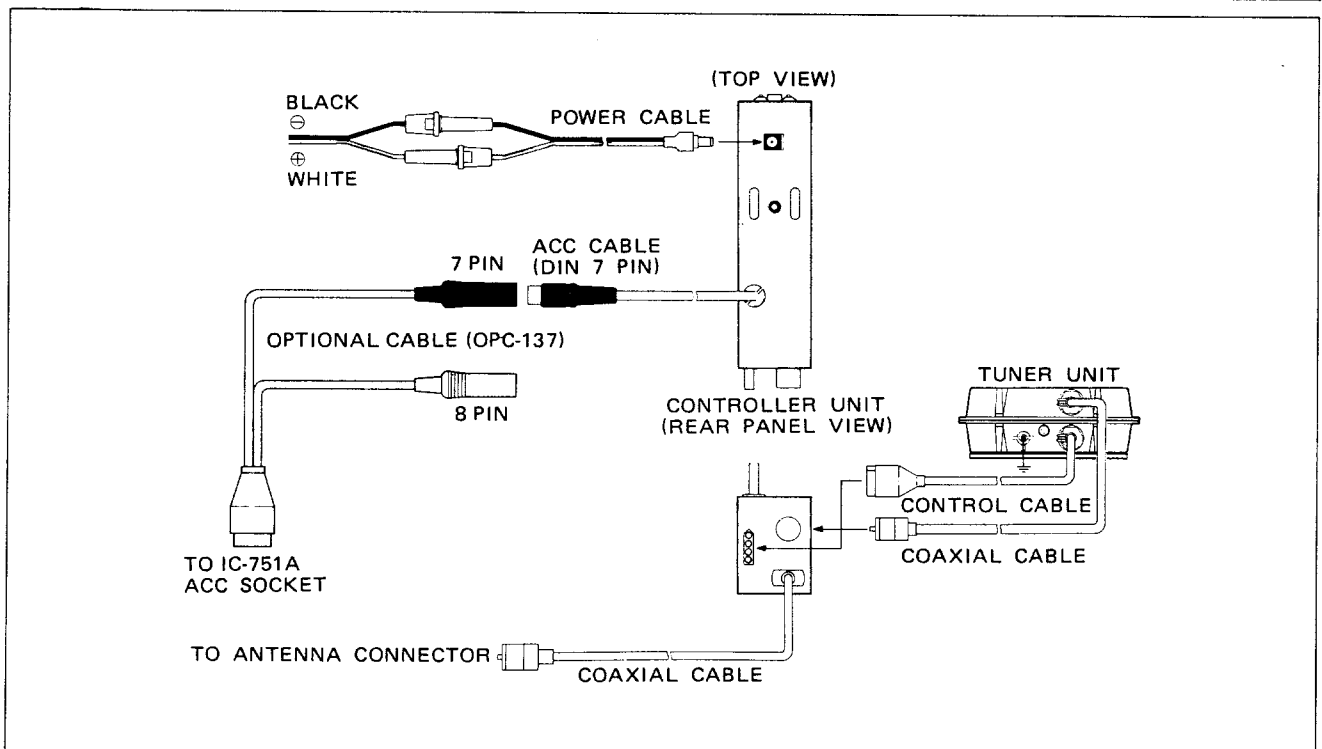 (TOP VIEW)
BLACK
⊖
POWER CABLE
⊕
WHITE
7 PIN
ACC CABLE
(DIN 7 PIN)
OPTIONAL CABLE (OPC-137)
8 PIN
CONTROLLER UNIT
(REAR PANEL VIEW)
TUNER UNIT
CONTROL CABLE
COAXIAL CABLE
TO IC-751A
ACC SOCKET
TO ANTENNA CONNECTOR
COAXIAL CABLE